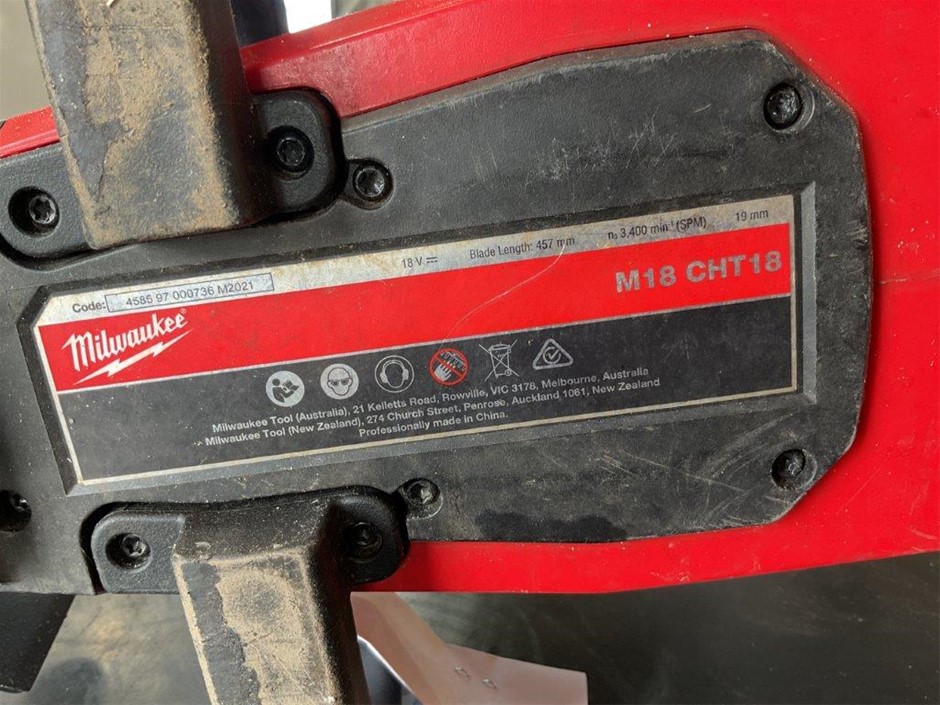 Code: 4585 97 000736 M2021
18 V Blade Length: 457 mm n₀ 3,400 min⁻¹ (SPM) 19 mm
Milwaukee®
M18 CHT18
Milwaukee Tool (Australia), 21 Kelletts Road, Rowville, VIC 3178, Melbourne, Australia
Milwaukee Tool (New Zealand), 274 Church Street, Penrose, Auckland 1061, New Zealand
Professionally made in China.